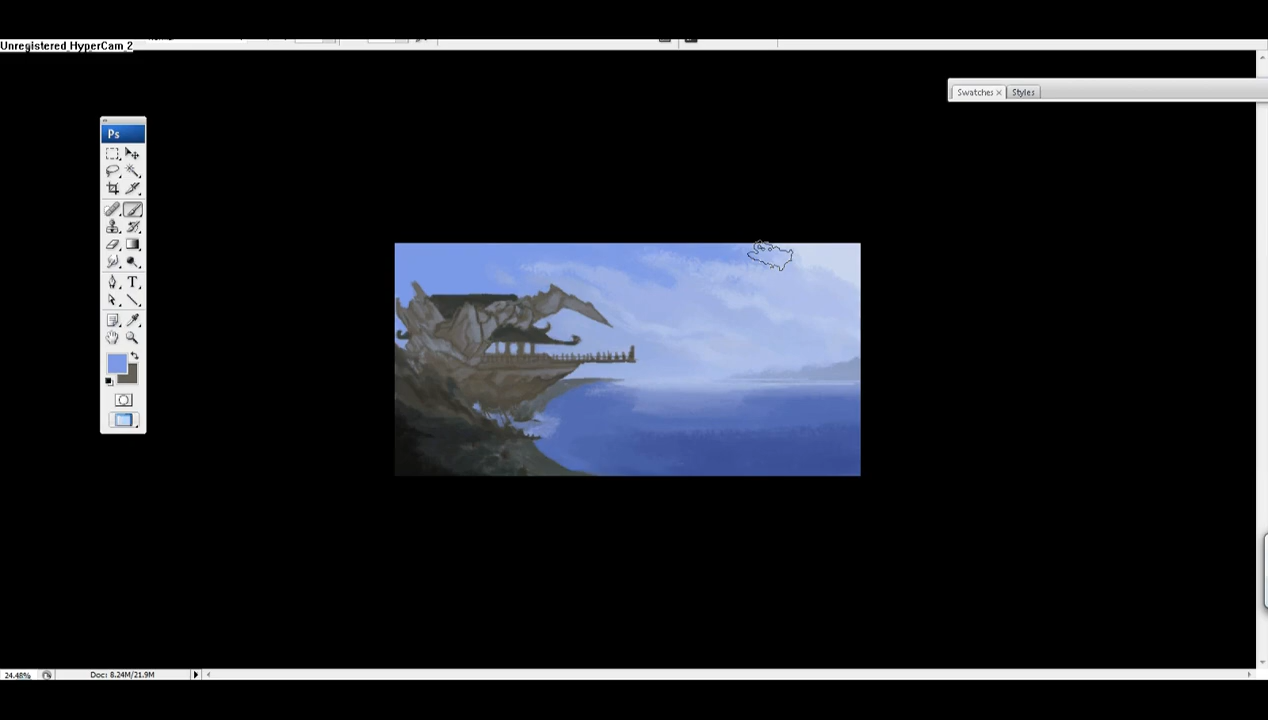 Unregistered HyperCam 2
Swatches × Styles
Ps
T
24.48%
Doc: 8.24M/21.9M